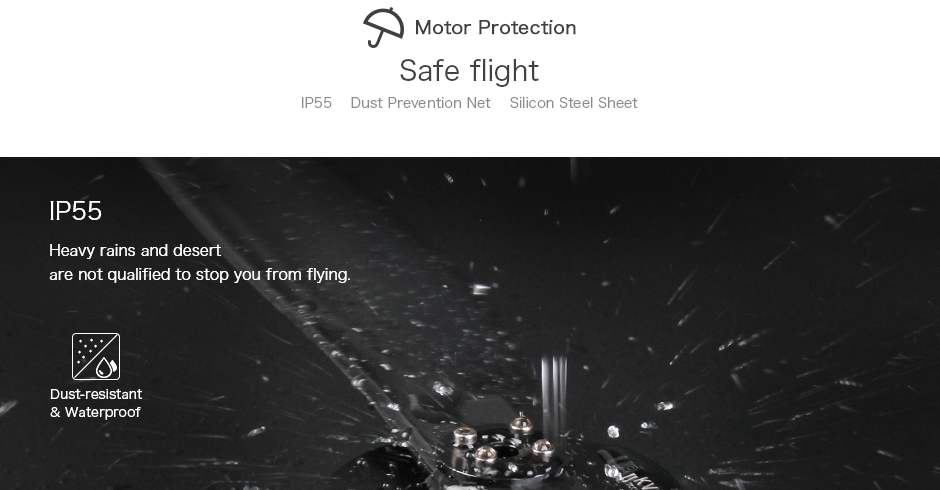 Motor Protection
Safe flight
IP55 Dust Prevention Net Silicon Steel Sheet
IP55
Heavy rains and desert
are not qualified to stop you from flying.
Dust-resistant
& Waterproof
KV